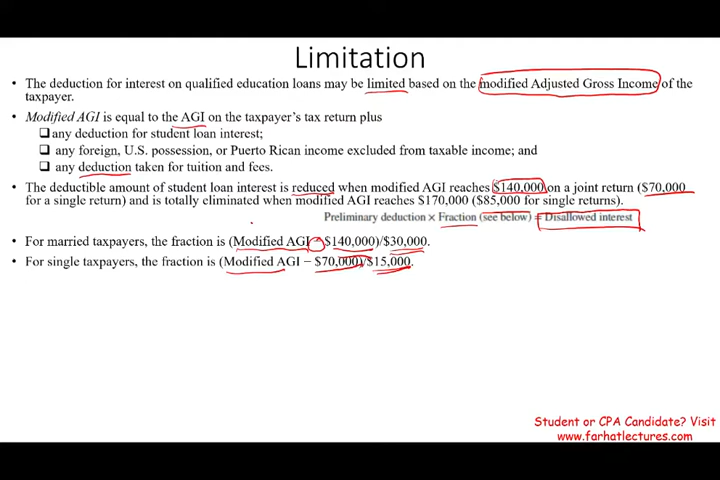 Limitation
• The deduction for interest on qualified education loans may be limited based on the modified Adjusted Gross Income of the
taxpayer.
• Modified AGI is equal to the AGI on the taxpayer's tax return plus
❑ any deduction for student loan interest;
❑ any foreign, U.S. possession, or Puerto Rican income excluded from taxable income; and
❑ any deduction taken for tuition and fees.
• The deductible amount of student loan interest is reduced when modified AGI reaches $140,000 on a joint return ($70,000
for a single return) and is totally eliminated when modified AGI reaches $170,000 ($85,000 for single returns).
Preliminary deduction × Fraction (see below) = Disallowed interest
• For married taxpayers, the fraction is (Modified AGI − $140,000)/$30,000.
• For single taxpayers, the fraction is (Modified AGI − $70,000)/$15,000.
Student or CPA Candidate? Visit
www.farhatlectures.com